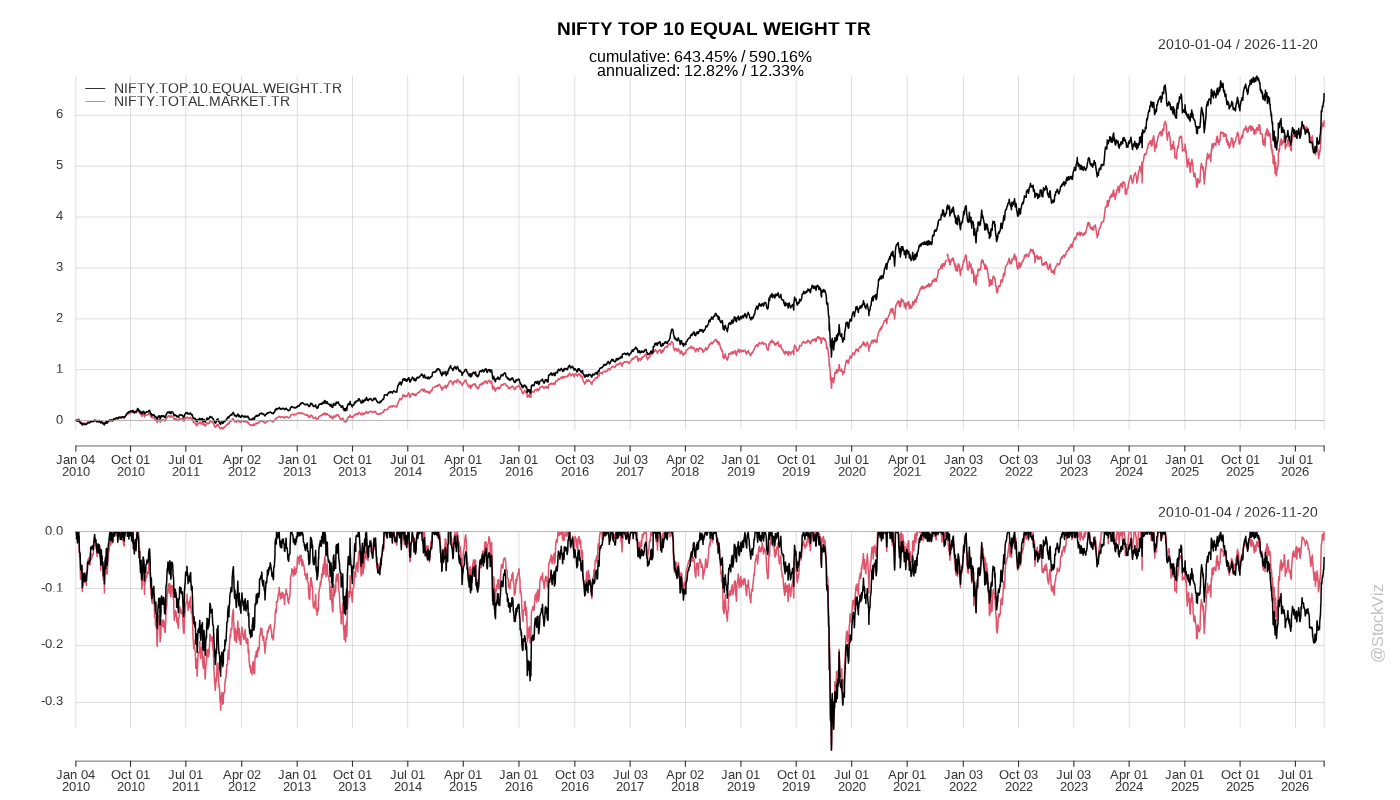 NIFTY TOP 10 EQUAL WEIGHT TR
2010-01-04 / 2026-11-20
cumulative: 643.45% / 590.16%
annualized: 12.82% / 12.33%
NIFTY.TOP.10.EQUAL.WEIGHT.TR
NIFTY.TOTAL.MARKET.TR
6
5
4
3
2
1
0
Jan 04 Oct 01 Jul 01 Apr 02 Jan 01 Oct 01 Jul 01 Apr 01 Jan 01 Oct 03 Jul 03 Apr 02 Jan 01 Oct 01 Jul 01 Apr 01 Jan 03 Oct 03 Jul 03 Apr 01 Jan 01 Oct 01 Jul 01
2010 2010 2011 2012 2013 2013 2014 2015 2016 2016 2017 2018 2019 2019 2020 2021 2022 2022 2023 2024 2025 2025 2026
2010-01-04 / 2026-11-20
0.0
-0.1
-0.2
-0.3
Jan 04 Oct 01 Jul 01 Apr 02 Jan 01 Oct 01 Jul 01 Apr 01 Jan 01 Oct 03 Jul 03 Apr 02 Jan 01 Oct 01 Jul 01 Apr 01 Jan 03 Oct 03 Jul 03 Apr 01 Jan 01 Oct 01 Jul 01
2010 2010 2011 2012 2013 2013 2014 2015 2016 2016 2017 2018 2019 2019 2020 2021 2022 2022 2023 2024 2025 2025 2026
@StockViz